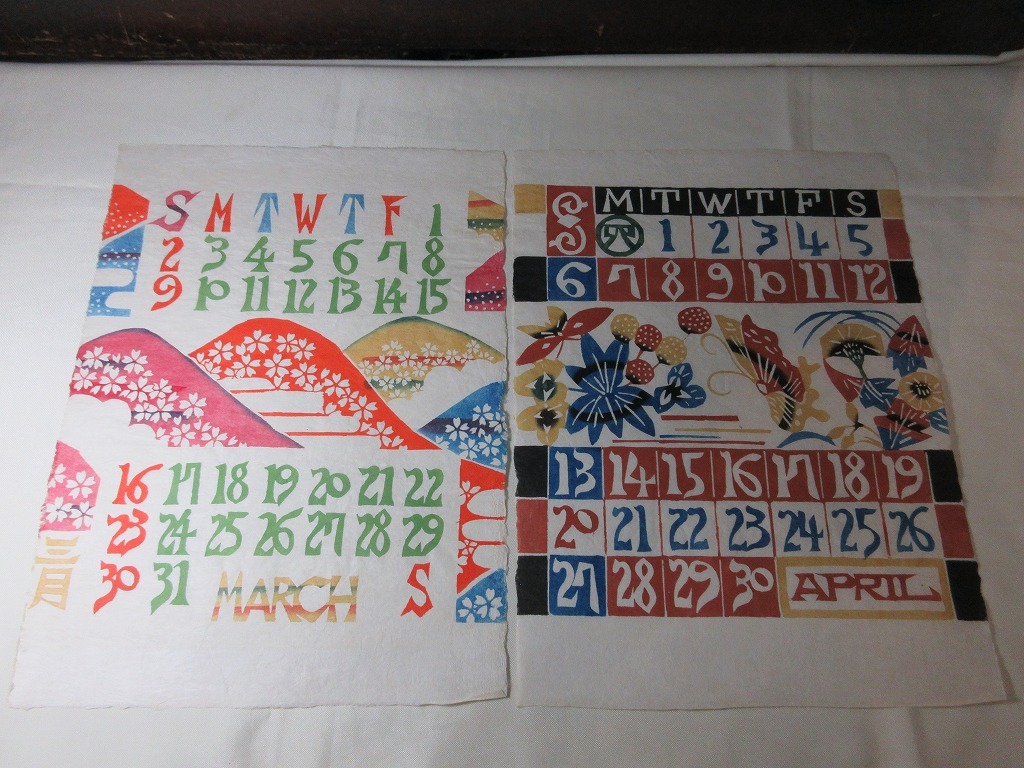 S M T W T F 1
2 3 4 5 6 7 8
9 10 11 12 13 14 15
16 17 18 19 20 21 22
23 24 25 26 27 28 29
30 31 MARCH S
三月
S M T W T F S
1 2 3 4 5
6 7 8 9 10 11 12
13 14 15 16 17 18 19
20 21 22 23 24 25 26
27 28 29 30 APRIL